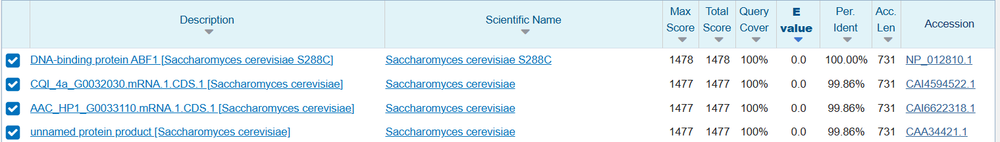 Description Scientific Name Max Score Total Score Query Cover E value Per. Ident Acc. Len Accession
DNA-binding protein ABF1 [Saccharomyces cerevisiae S288C] Saccharomyces cerevisiae S288C 1478 1478 100% 0.0 100.00% 731 NP_012810.1
CQI_4a_G0032030.mRNA.1.CDS.1 [Saccharomyces cerevisiae] Saccharomyces cerevisiae 1477 1477 100% 0.0 99.86% 731 CAI4594522.1
AAC_HP1_G0033110.mRNA.1.CDS.1 [Saccharomyces cerevisiae] Saccharomyces cerevisiae 1477 1477 100% 0.0 99.86% 731 CAI6622318.1
unnamed protein product [Saccharomyces cerevisiae] Saccharomyces cerevisiae 1477 1477 100% 0.0 99.86% 731 CAA34421.1